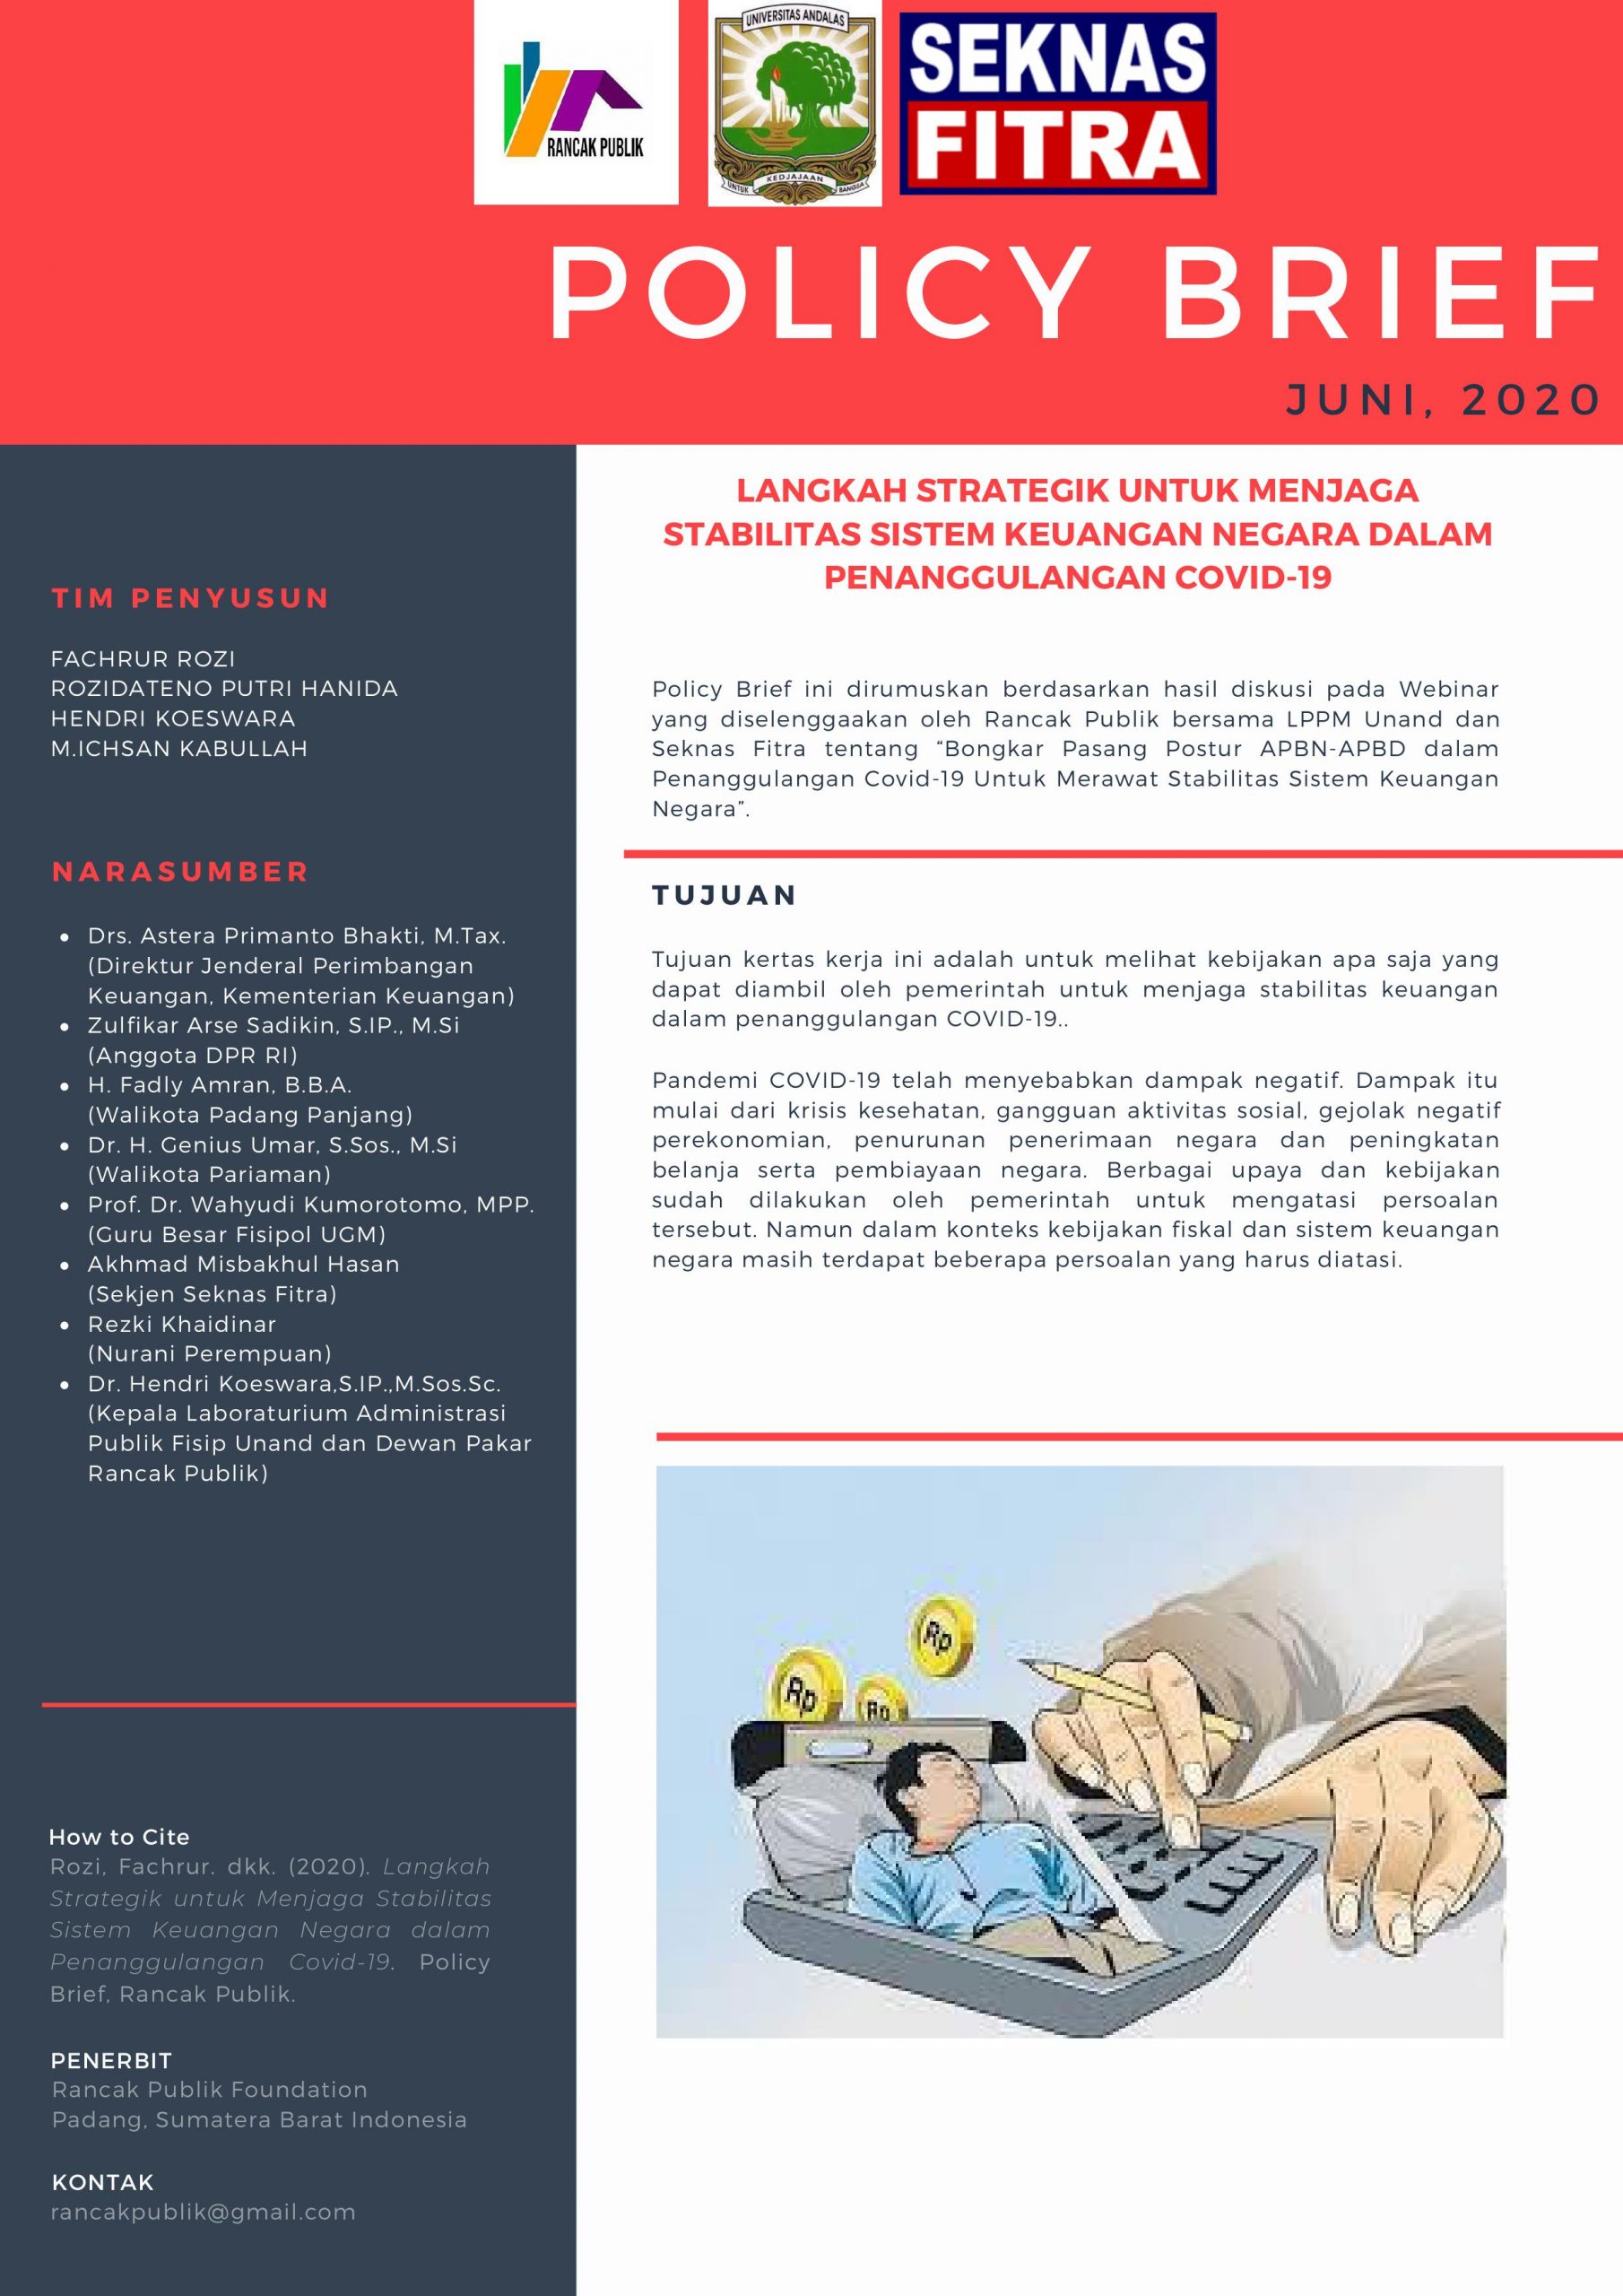 RANCAK PUBLIK
UNIVERSITAS ANDALAS
UNTUK KEDJAJAAN BANGSA
SEKNAS
FITRA
POLICY BRIEF
JUNI, 2020
TIM PENYUSUN
FACHRUR ROZI
ROZIDATENO PUTRI HANIDA
HENDRI KOESWARA
M.ICHSAN KABULLAH
NARASUMBER
• Drs. Astera Primanto Bhakti, M.Tax.
(Direktur Jenderal Perimbangan
Keuangan, Kementerian Keuangan)
• Zulfikar Arse Sadikin, S.IP., M.Si
(Anggota DPR RI)
• H. Fadly Amran, B.B.A.
(Walikota Padang Panjang)
• Dr. H. Genius Umar, S.Sos., M.Si
(Walikota Pariaman)
• Prof. Dr. Wahyudi Kumorotomo, MPP.
(Guru Besar Fisipol UGM)
• Akhmad Misbakhul Hasan
(Sekjen Seknas Fitra)
• Rezki Khaidinar
(Nurani Perempuan)
• Dr. Hendri Koeswara,S.IP.,M.Sos.Sc.
(Kepala Laboraturium Administrasi
Publik Fisip Unand dan Dewan Pakar
Rancak Publik)
How to Cite
Rozi, Fachrur. dkk. (2020). Langkah
Strategik untuk Menjaga Stabilitas
Sistem Keuangan Negara dalam
Penanggulangan Covid-19. Policy
Brief, Rancak Publik.
PENERBIT
Rancak Publik Foundation
Padang, Sumatera Barat Indonesia
KONTAK
rancakpublik@gmail.com
LANGKAH STRATEGIK UNTUK MENJAGA
STABILITAS SISTEM KEUANGAN NEGARA DALAM
PENANGGULANGAN COVID-19
Policy Brief ini dirumuskan berdasarkan hasil diskusi pada Webinar
yang diselenggaakan oleh Rancak Publik bersama LPPM Unand dan
Seknas Fitra tentang “Bongkar Pasang Postur APBN-APBD dalam
Penanggulangan Covid-19 Untuk Merawat Stabilitas Sistem Keuangan
Negara”.
TUJUAN
Tujuan kertas kerja ini adalah untuk melihat kebijakan apa saja yang
dapat diambil oleh pemerintah untuk menjaga stabilitas keuangan
dalam penanggulangan COVID-19..
Pandemi COVID-19 telah menyebabkan dampak negatif. Dampak itu
mulai dari krisis kesehatan, gangguan aktivitas sosial, gejolak negatif
perekonomian, penurunan penerimaan negara dan peningkatan
belanja serta pembiayaan negara. Berbagai upaya dan kebijakan
sudah dilakukan oleh pemerintah untuk mengatasi persoalan
tersebut. Namun dalam konteks kebijakan fiskal dan sistem keuangan
negara masih terdapat beberapa persoalan yang harus diatasi.
Rp
Rp
Rp